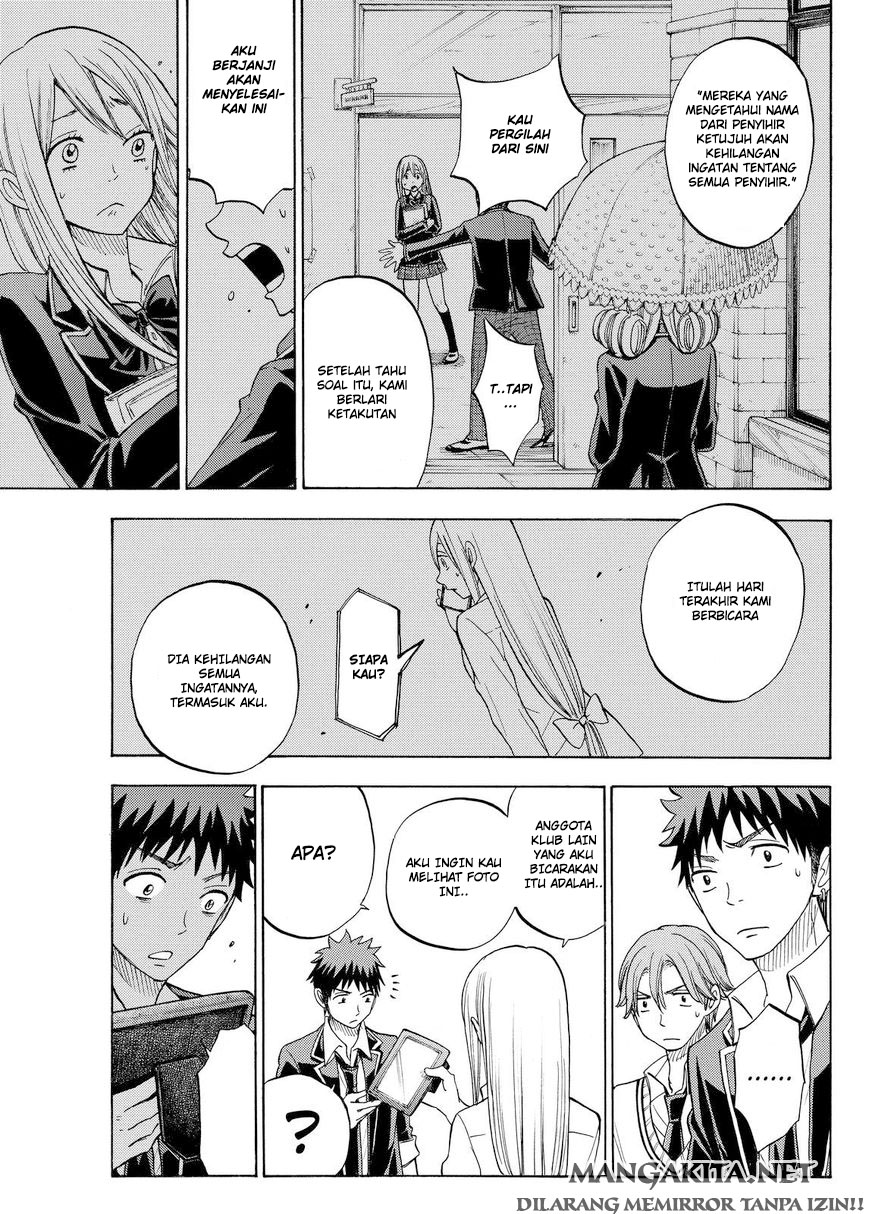 "MEREKA YANG
MENGETAHUI NAMA
DARI PENYIHIR
KETUJUH AKAN
KEHILANGAN
INGATAN TENTANG
SEMUA PENYIHIR."
KAU
PERGILAH
DARI SINI
T..TAPI
...
SETELAH TAHU
SOAL ITU, KAMI
BERLARI
KETAKUTAN
AKU
BERJANJI
AKAN
MENYELESAI-
KAN INI
ITULAH HARI
TERAKHIR KAMI
BERBICARA
SIAPA
KAU?
DIA KEHILANGAN
SEMUA
INGATANNYA,
TERMASUK AKU.
......
ANGGOTA
KLUB LAIN
YANG AKU
BICARAKAN
ITU ADALAH..
AKU INGIN KAU
MELIHAT FOTO
INI..
APA?
?
MANGAKITA.NET
DILARANG MEMIRROR TANPA IZIN!!